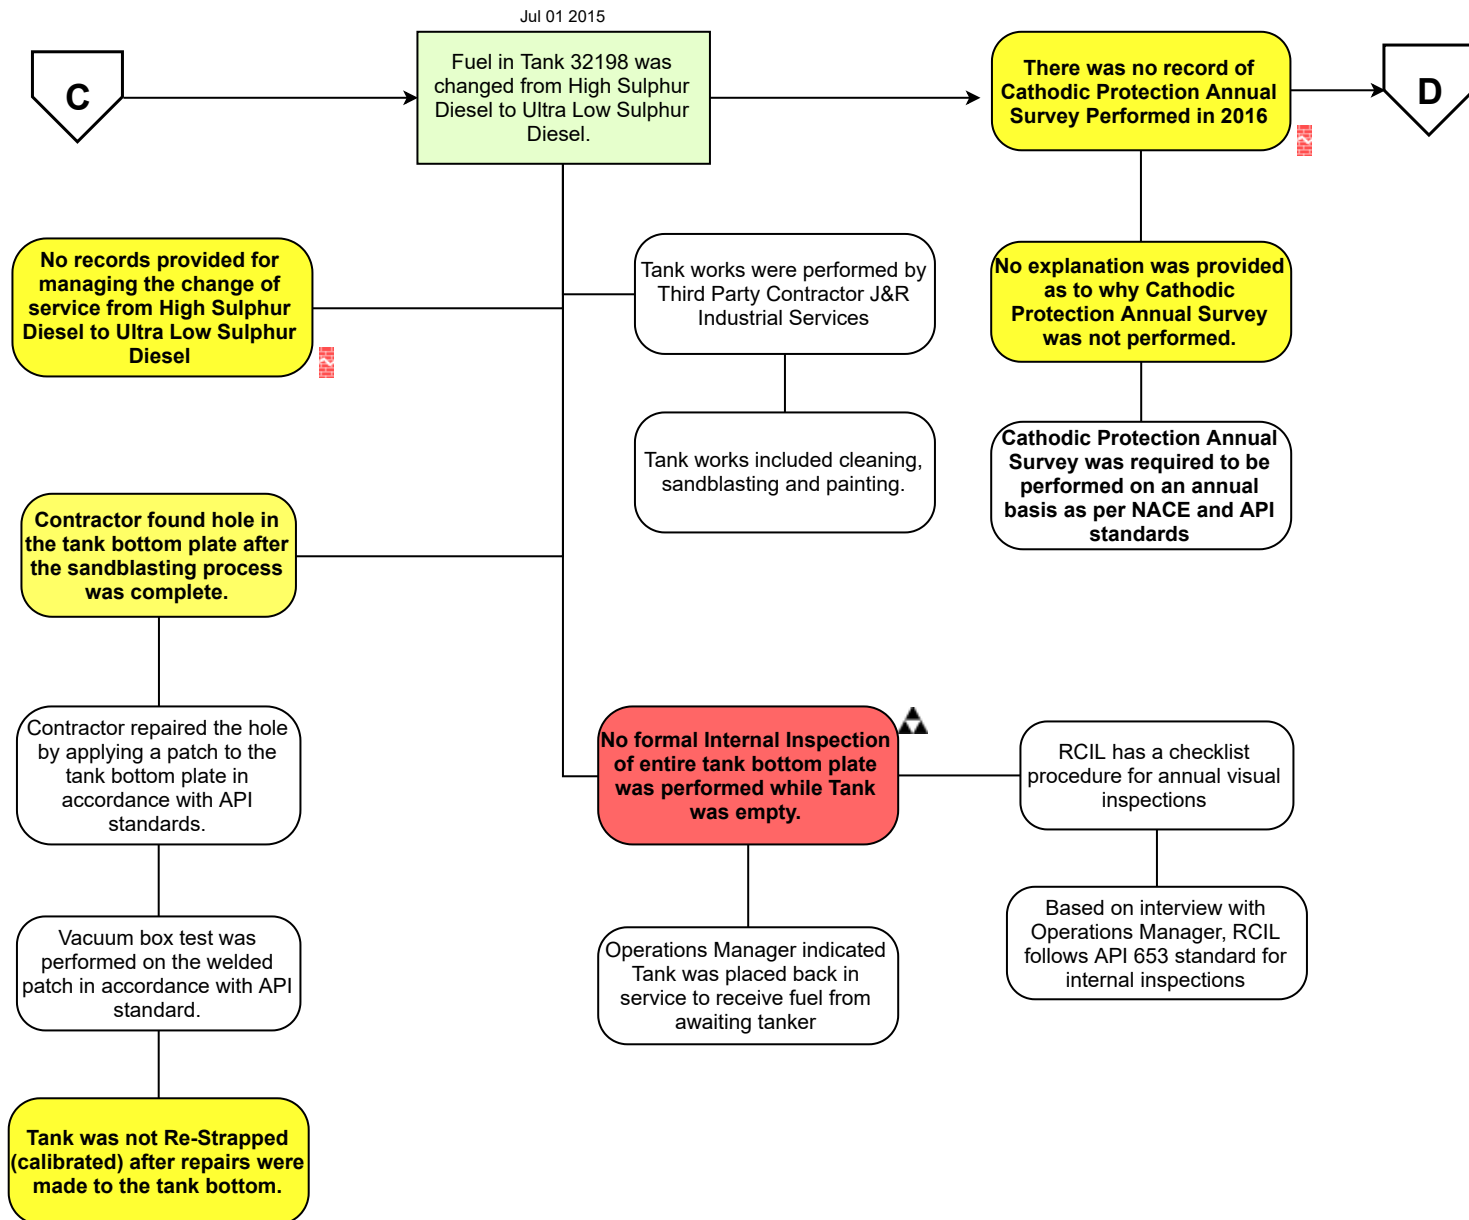 Jul 01 2015
C
Fuel in Tank 32198 was
changed from High Sulphur
Diesel to Ultra Low Sulphur
Diesel.
There was no record of
Cathodic Protection Annual
Survey Performed in 2016
D
No records provided for
managing the change of
service from High Sulphur
Diesel to Ultra Low Sulphur
Diesel
Tank works were performed by
Third Party Contractor J&R
Industrial Services
No explanation was provided
as to why Cathodic
Protection Annual Survey
was not performed.
Tank works included cleaning,
sandblasting and painting.
Cathodic Protection Annual
Survey was required to be
performed on an annual
basis as per NACE and API
standards
Contractor found hole in
the tank bottom plate after
the sandblasting process
was complete.
Contractor repaired the hole
by applying a patch to the
tank bottom plate in
accordance with API
standards.
No formal Internal Inspection
of entire tank bottom plate
was performed while Tank
was empty.
RCIL has a checklist
procedure for annual visual
inspections
Vacuum box test was
performed on the welded
patch in accordance with API
standard.
Operations Manager indicated
Tank was placed back in
service to receive fuel from
awaiting tanker
Based on interview with
Operations Manager, RCIL
follows API 653 standard for
internal inspections
Tank was not Re-Strapped
(calibrated) after repairs were
made to the tank bottom.